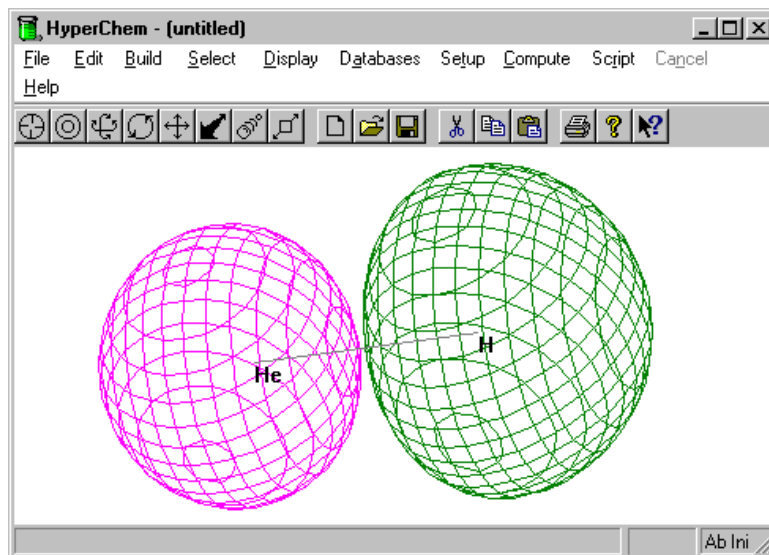 HyperChem - (untitled)
File Edit Build Select Display Databases Setup Compute Script Cancel
Help
H
He
Ab Ini